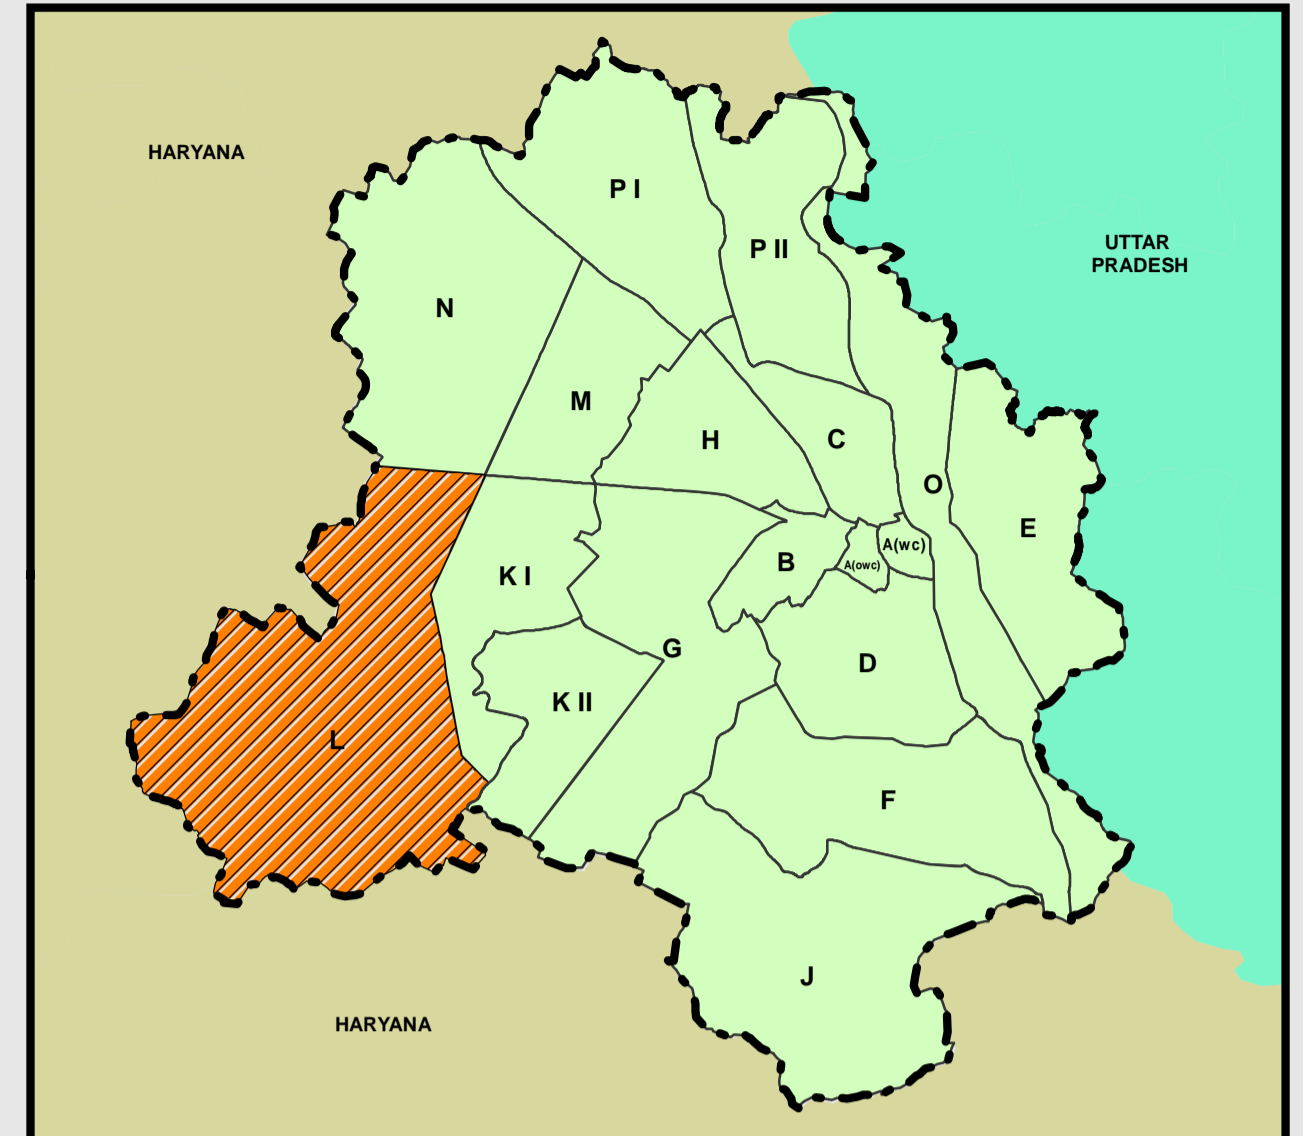 HARYANA
P I
P II
UTTAR
PRADESH
N
M
H
C
O
E
A(wc)
B
A(owc)
K I
G
D
K II
L
F
J
HARYANA